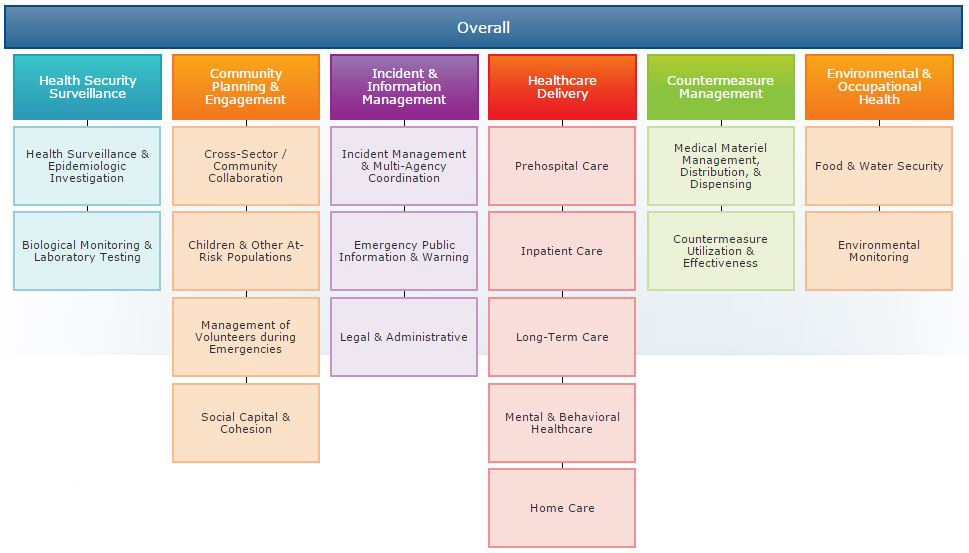 Overall
Health Security
Surveillance
Community
Planning &
Engagement
Incident &
Information
Management
Healthcare
Delivery
Countermeasure
Management
Environmental &
Occupational
Health
Health Surveillance &
Epidemiologic
Investigation
Cross-Sector /
Community
Collaboration
Incident Management
& Multi-Agency
Coordination
Prehospital Care
Medical Materiel
Management,
Distribution, &
Dispensing
Food & Water Security
Biological Monitoring &
Laboratory Testing
Children & Other At-
Risk Populations
Emergency Public
Information & Warning
Inpatient Care
Countermeasure
Utilization &
Effectiveness
Environmental
Monitoring
Management of
Volunteers during
Emergencies
Legal & Administrative
Long-Term Care
Social Capital &
Cohesion
Mental & Behavioral
Healthcare
Home Care